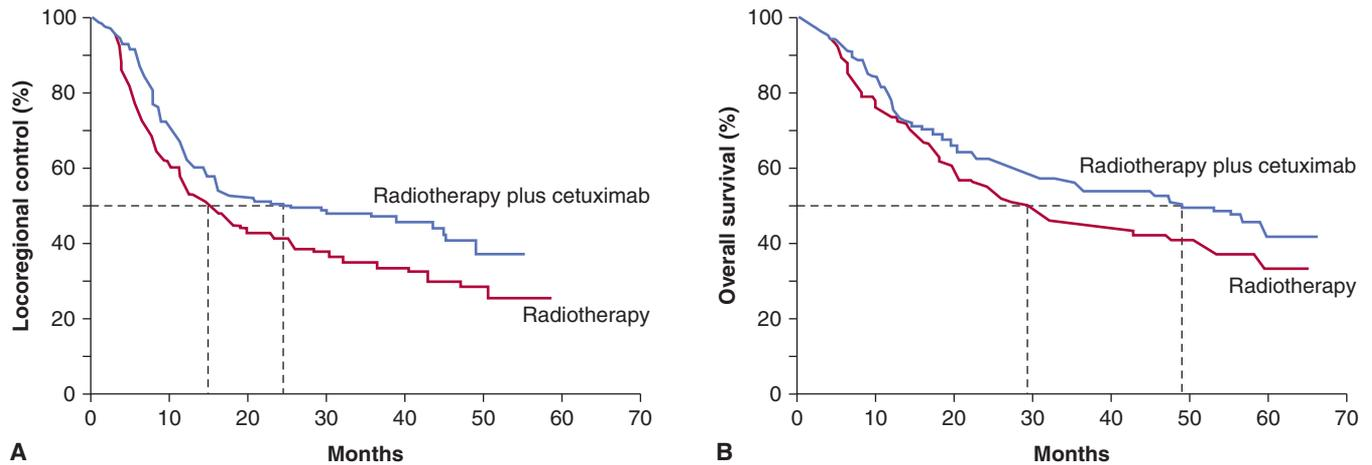 100
80
60
40
20
0
Locoregional control (%)
Radiotherapy plus cetuximab
Radiotherapy
0 10 20 30 40 50 60 70
A
Months
100
80
60
40
20
0
Overall survival (%)
Radiotherapy plus cetuximab
Radiotherapy
0 10 20 30 40 50 60 70
B
Months